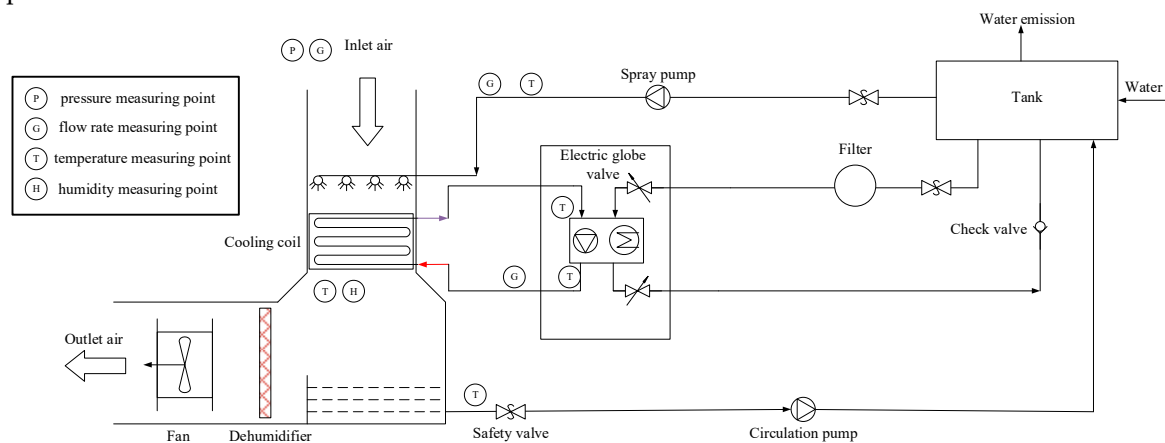 Water emission
Inlet air
P
G
P pressure measuring point
G flow rate measuring point
T temperature measuring point
H humidity measuring point
G
T
Spray pump
Tank
Water
Electric globe
valve
Filter
T
Cooling coil
Check valve
G
T
T
H
Outlet air
T
Fan
Dehumidifier
Safety valve
Circulation pump